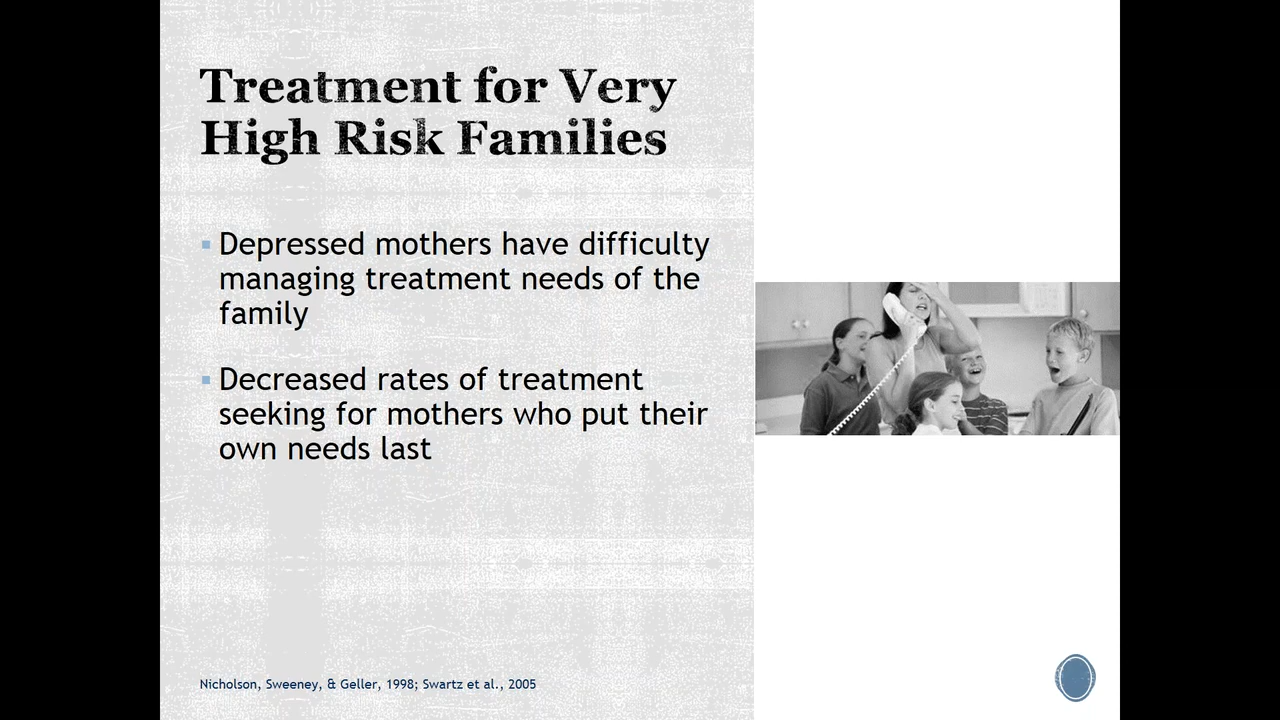 Treatment for Very
High Risk Families
Depressed mothers have difficulty
managing treatment needs of the
family
Decreased rates of treatment
seeking for mothers who put their
own needs last
Nicholson, Sweeney, & Geller, 1998; Swartz et al., 2005